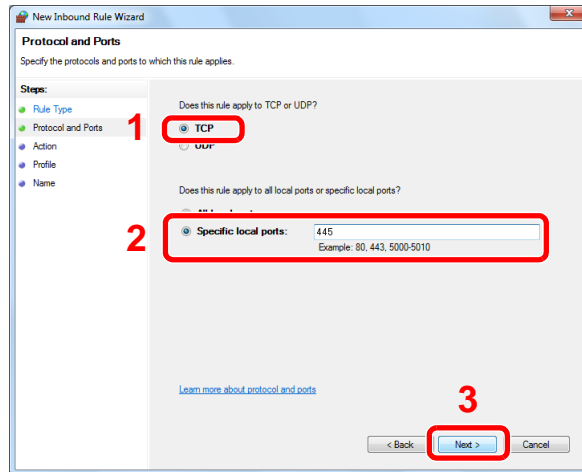 New Inbound Rule Wizard
Protocol and Ports
Specify the protocols and ports to which this rule applies.
Steps:
Rule Type
Protocol and Ports
Action
Profile
Name
Does this rule apply to TCP or UDP?
1
TCP
UDP
Does this rule apply to all local ports or specific local ports?
2
Specific local ports:
445
Example: 80, 443, 5000-5010
Learn more about protocol and ports
3
< Back
Next >
Cancel